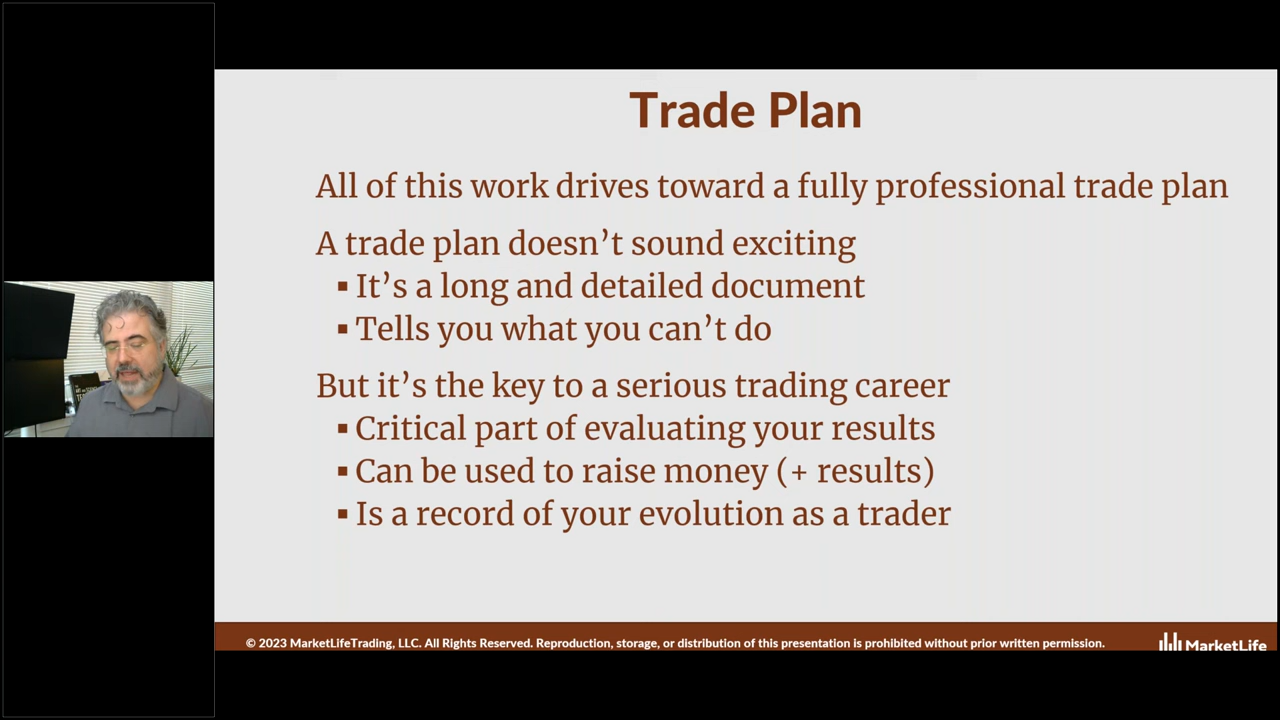 Trade Plan
All of this work drives toward a fully professional trade plan
A trade plan doesn’t sound exciting
▪ It’s a long and detailed document
▪ Tells you what you can’t do
But it’s the key to a serious trading career
▪ Critical part of evaluating your results
▪ Can be used to raise money (+ results)
▪ Is a record of your evolution as a trader
© 2023 MarketLifeTrading, LLC. All Rights Reserved. Reproduction, storage, or distribution of this presentation is prohibited without prior written permission.
MarketLife